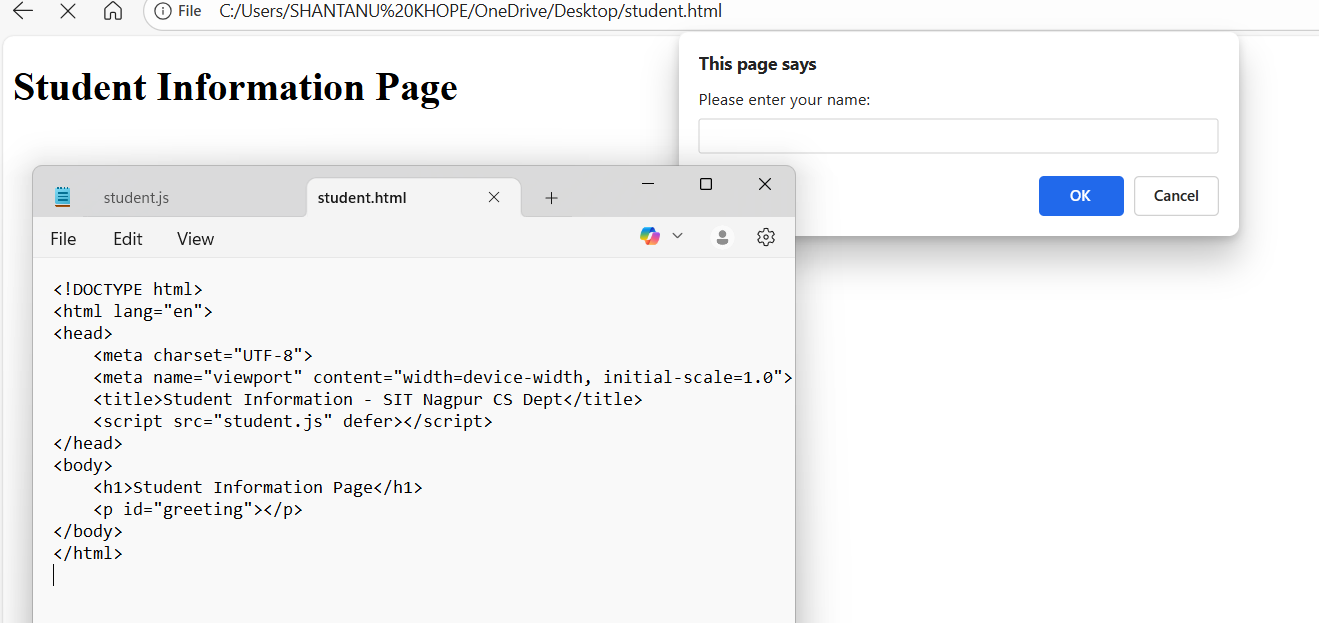 File C:/Users/SHANTANU%20KHOPE/OneDrive/Desktop/student.html
Student Information Page
This page says
Please enter your name:
OK Cancel
student.js student.html
File Edit View
<!DOCTYPE html>
<html lang="en">
<head>
    <meta charset="UTF-8">
    <meta name="viewport" content="width=device-width, initial-scale=1.0">
    <title>Student Information - SIT Nagpur CS Dept</title>
    <script src="student.js" defer></script>
</head>
<body>
    <h1>Student Information Page</h1>
    <p id="greeting"></p>
</body>
</html>